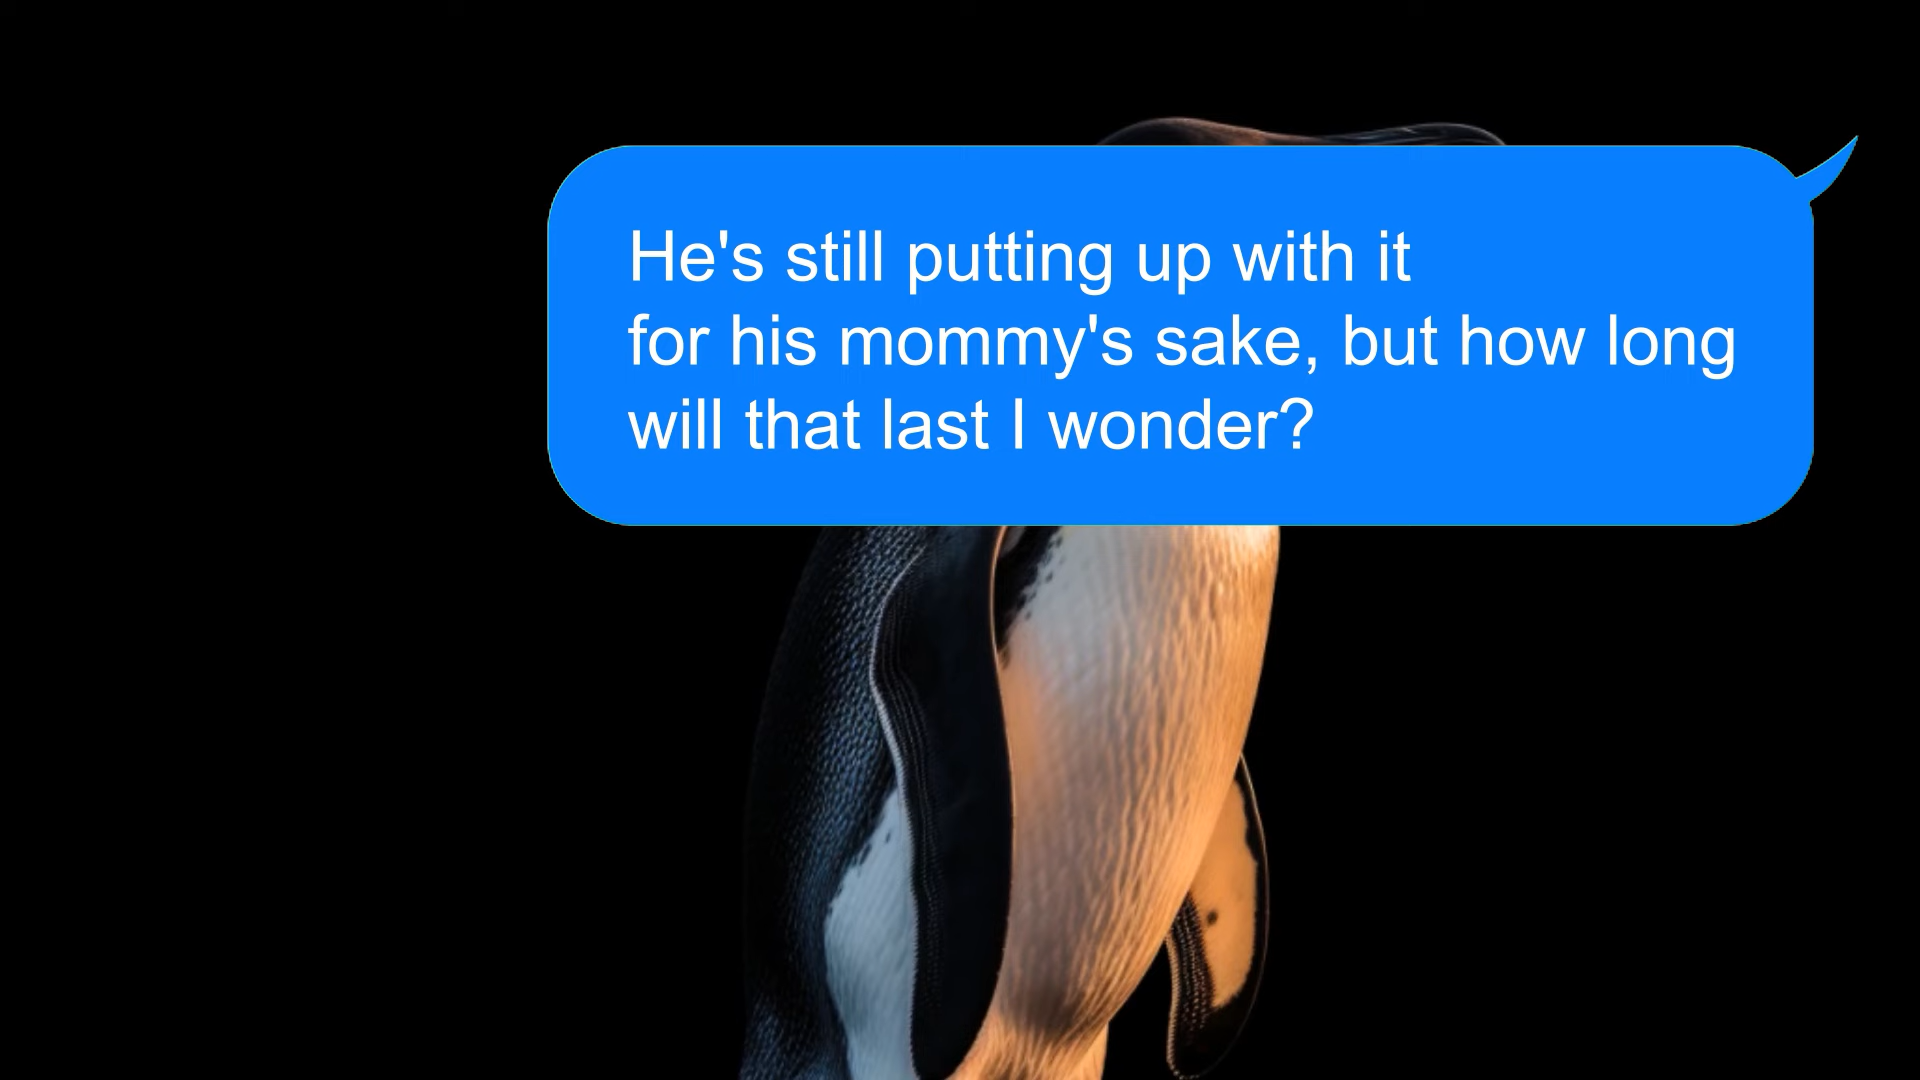 He's still putting up with it
for his mommy's sake, but how long
will that last I wonder?